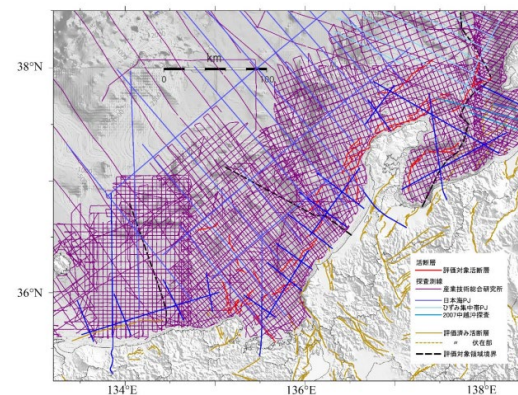 38°N
36°N
km
0
100
134°E
136°E
138°E
活断層
評価対象活断層
探査測線
産業技術総合研究所
日本海PJ
ひずみ集中帯PJ
2007中越沖探査
評価済み活断層
〃 伏在部
評価対象領域境界